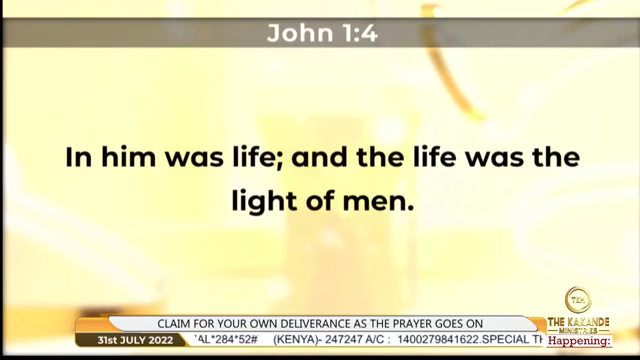 John 1:4
In him was life; and the life was the
light of men.
TKM
THE KAKANDE
MINISTRIES
CLAIM FOR YOUR OWN DELIVERANCE AS THE PRAYER GOES ON
31st JULY 2022 AL*284*52# (KENYA)- 247247 A/C : 1400279841622.SPECIAL
Happening: